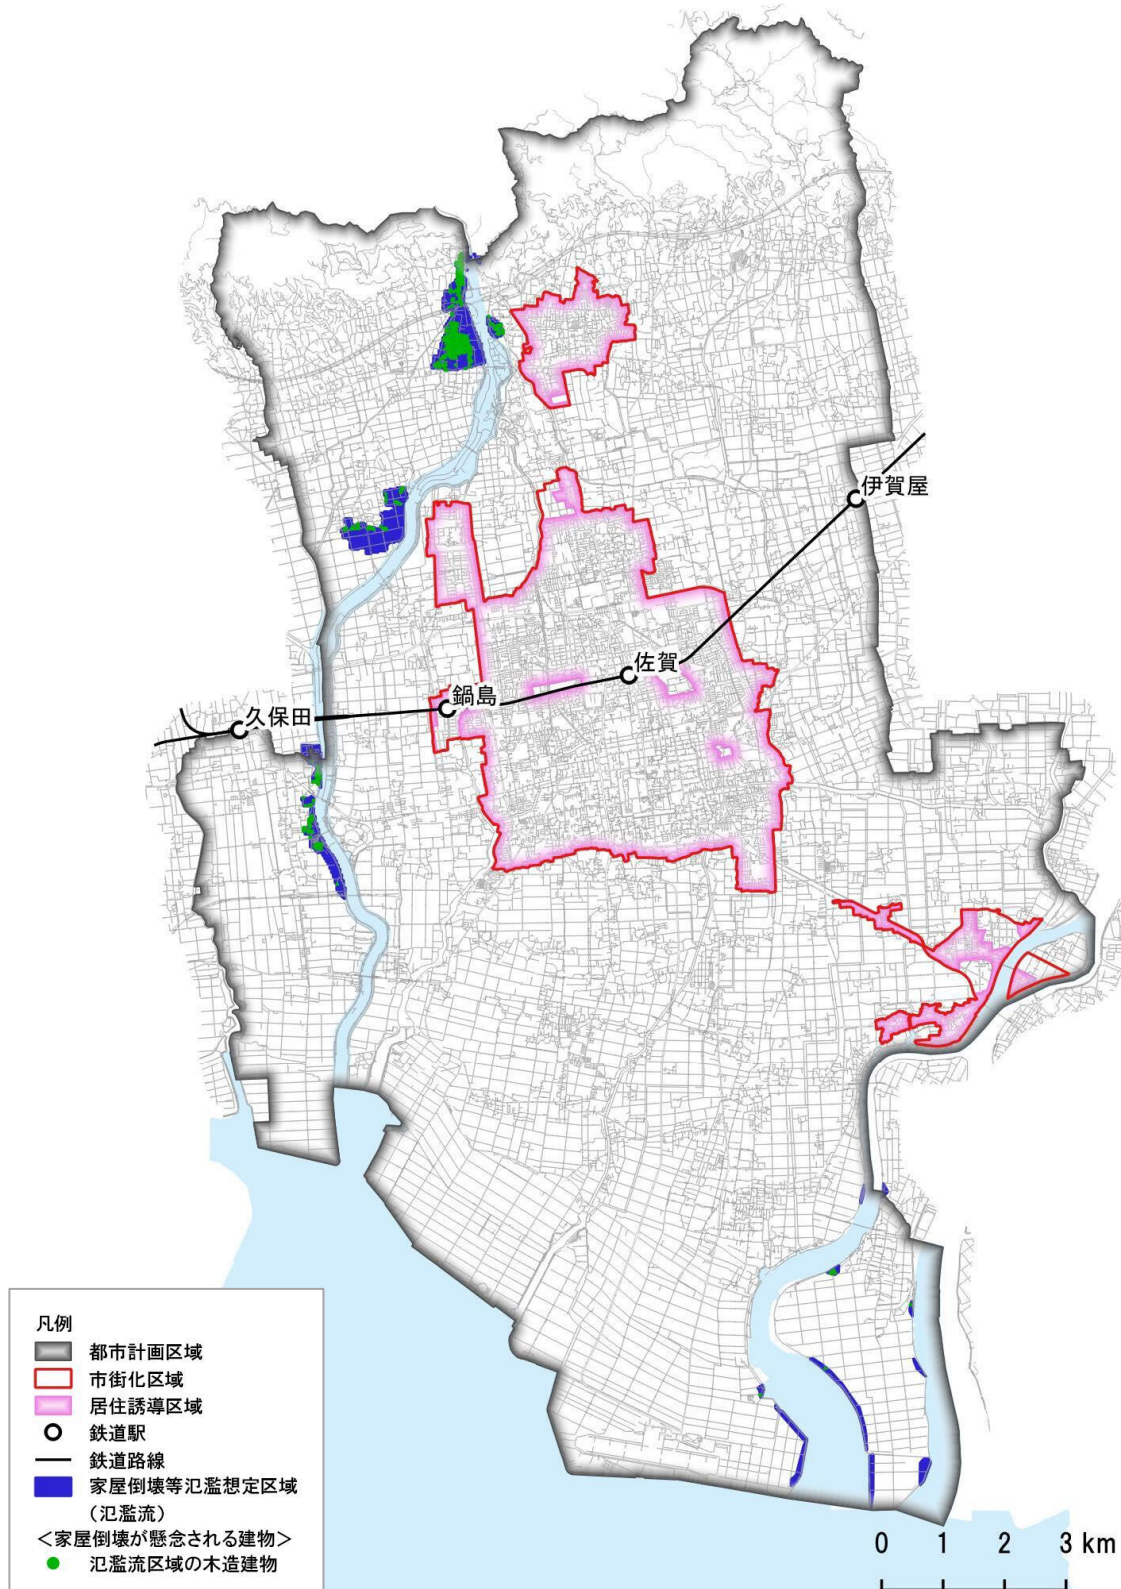 伊賀屋
佐賀
鍋島
久保田
凡例
都市計画区域
市街化区域
居住誘導区域
鉄道駅
鉄道路線
家屋倒壊等氾濫想定区域
(氾濫流)
<家屋倒壊が懸念される建物>
氾濫流区域の木造建物
0 1 2 3 km